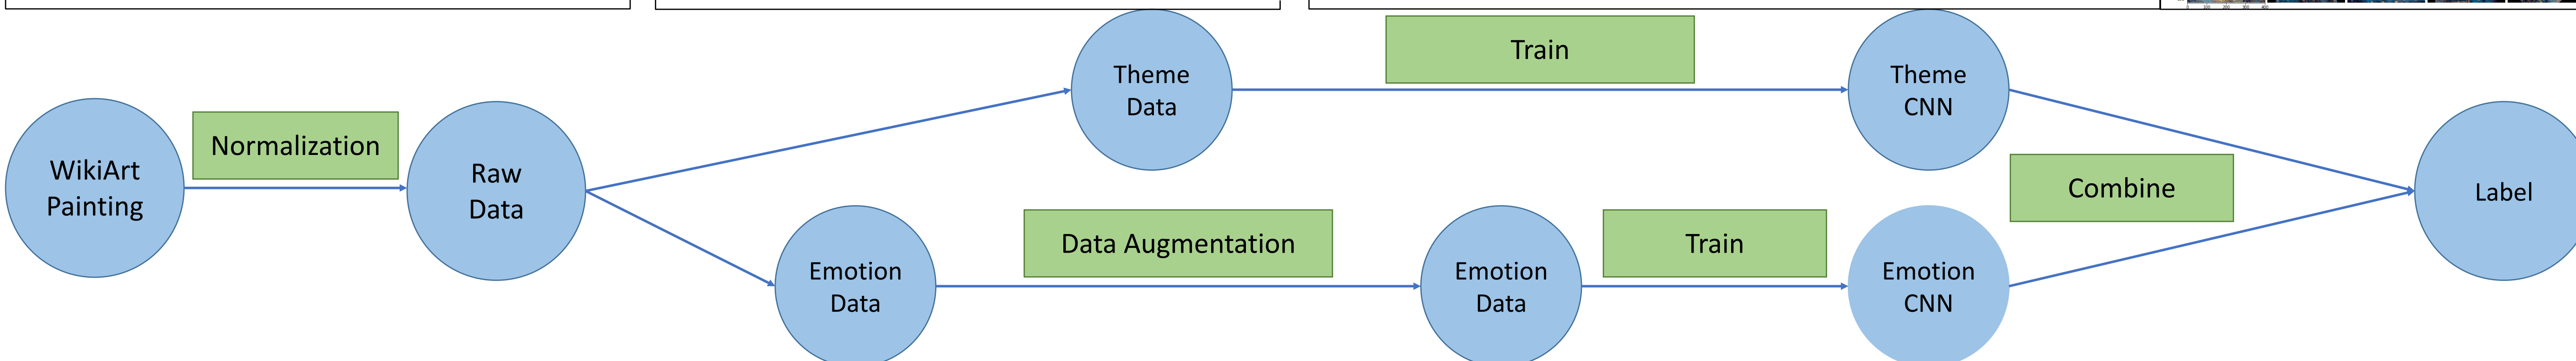 WikiArt
Painting
Normalization
Raw
Data
Theme
Data
Train
Theme
CNN
Emotion
Data
Data Augmentation
Emotion
Data
Train
Emotion
CNN
Combine
Label